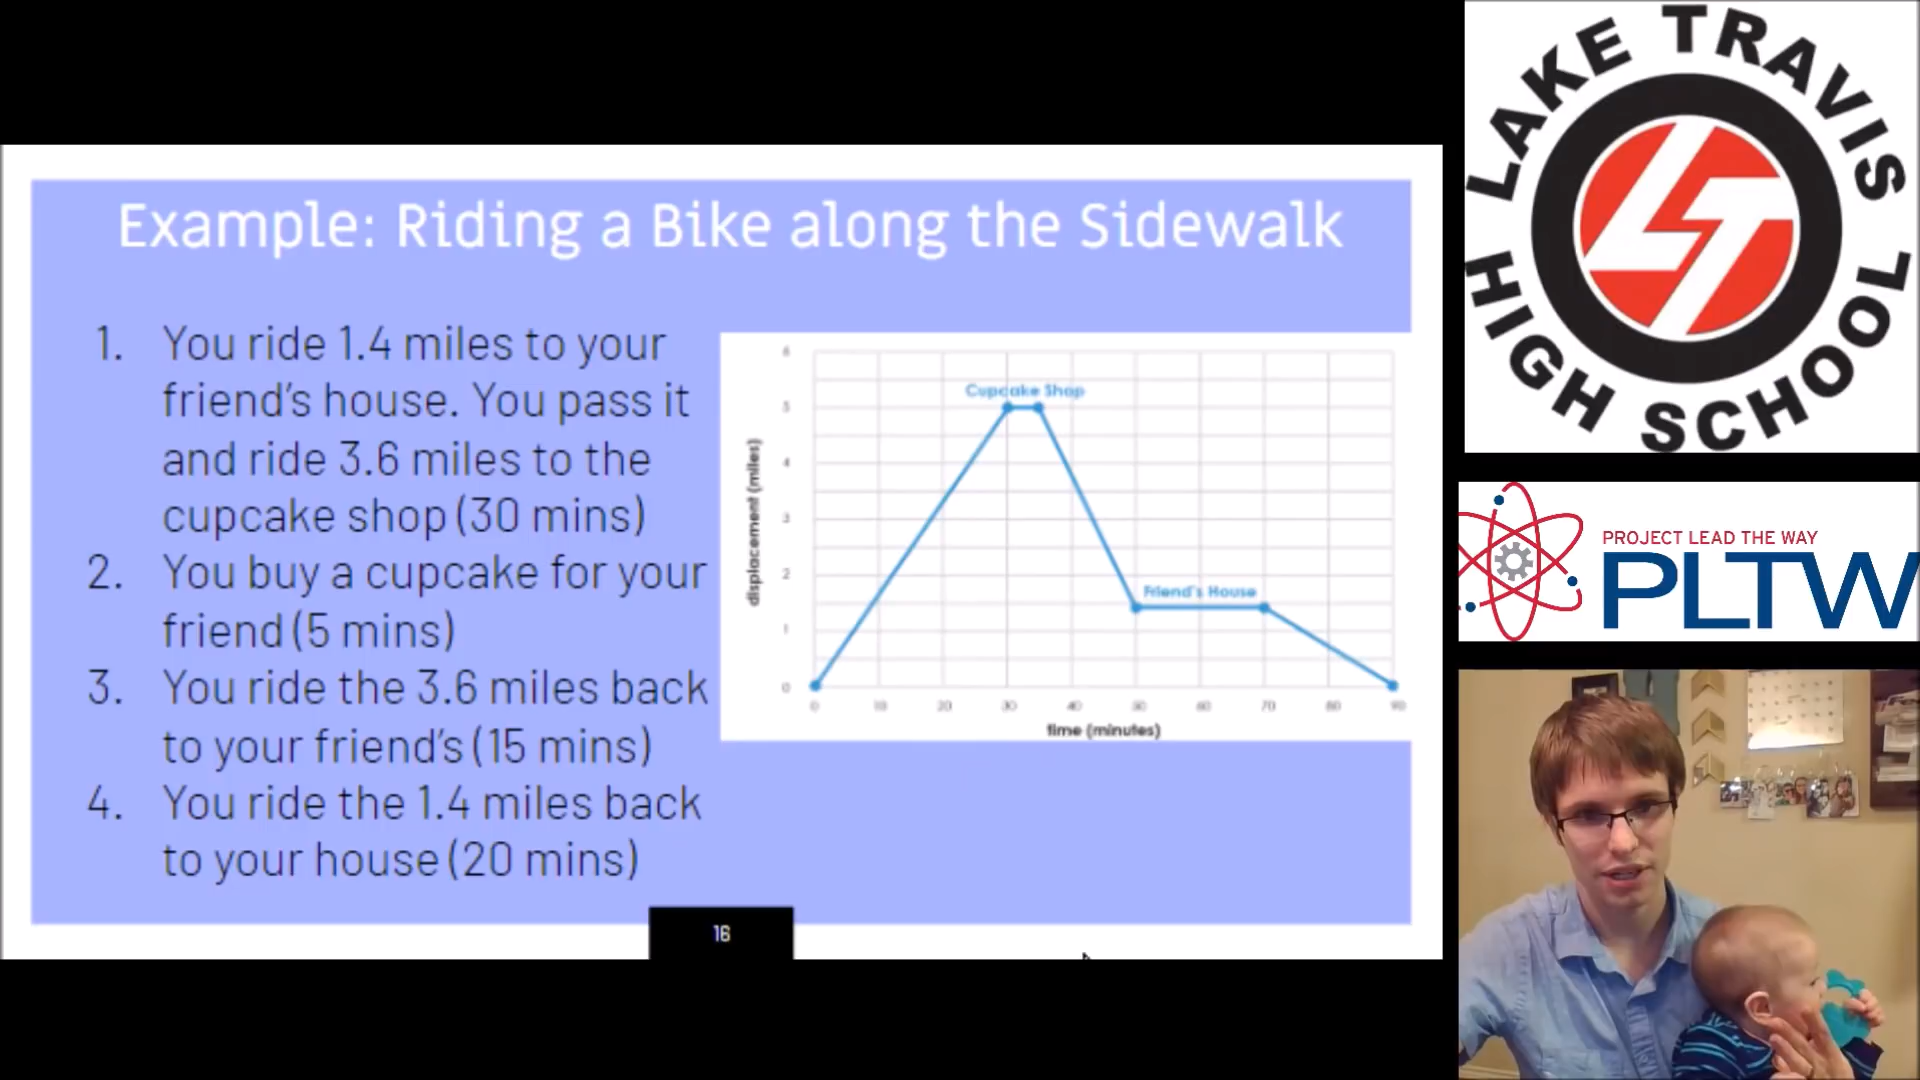 Example: Riding a Bike along the Sidewalk
1. You ride 1.4 miles to your
friend's house. You pass it
and ride 3.6 miles to the
cupcake shop (30 mins)
2. You buy a cupcake for your
friend (5 mins)
3. You ride the 3.6 miles back
to your friend's (15 mins)
4. You ride the 1.4 miles back
to your house (20 mins)
6
5
4
3
2
1
0
displacement (miles)
Cupcake Shop
Friend's House
0 10 20 30 40 50 60 70 80 90
time (minutes)
16
LAKE TRAVIS
LT
HIGH SCHOOL
PROJECT LEAD THE WAY
PLTW